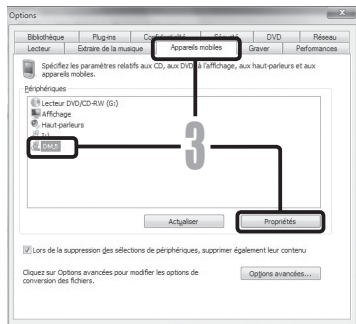 Options
Bibliothèque Plug-ins Confidentialité Sécurité DVD Réseau
Lecteur Extraire de la musique Appareils mobiles Graver Performances
Spécifiez les paramètres relatifs aux CD, aux DVD, à l'affichage, aux haut-parleurs et aux
appareils mobiles.
Périphériques
Lecteur DVD/CD-RW (G:)
Affichage
Haut-parleurs
DM,5
3
Actualiser Propriétés
Lors de la suppression des sélections de périphériques, supprimer également leur contenu
Cliquez sur Options avancées pour modifier les options de
conversion des fichiers.
Options avancées...